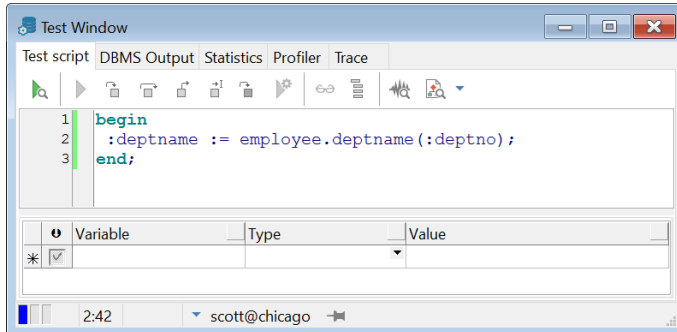 Test Window
Test script DBMS Output Statistics Profiler Trace
1 begin
2 :deptname := employee.deptname(:deptno);
3 end;
Variable Type Value
2:42 scott@chicago